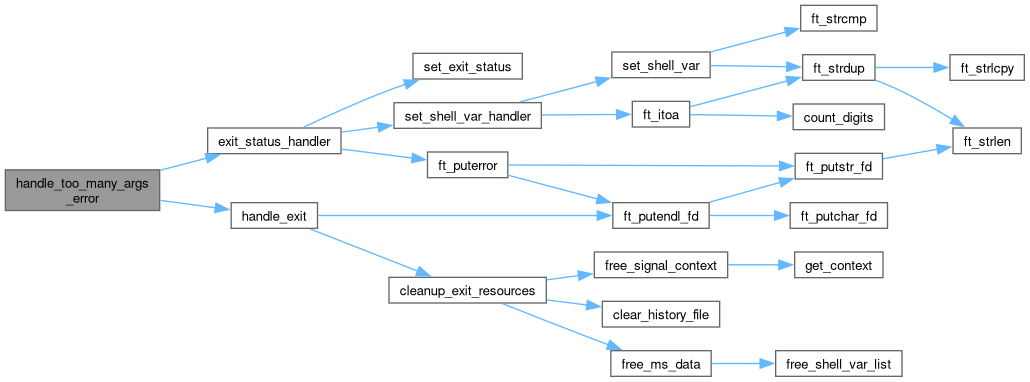 handle_too_many_args
_error
exit_status_handler
handle_exit
set_exit_status
set_shell_var_handler
ft_puterror
cleanup_exit_resources
set_shell_var
ft_itoa
ft_putendl_fd
free_signal_context
clear_history_file
free_ms_data
ft_strcmp
ft_strdup
count_digits
ft_putstr_fd
ft_putchar_fd
get_context
free_shell_var_list
ft_strlcpy
ft_strlen